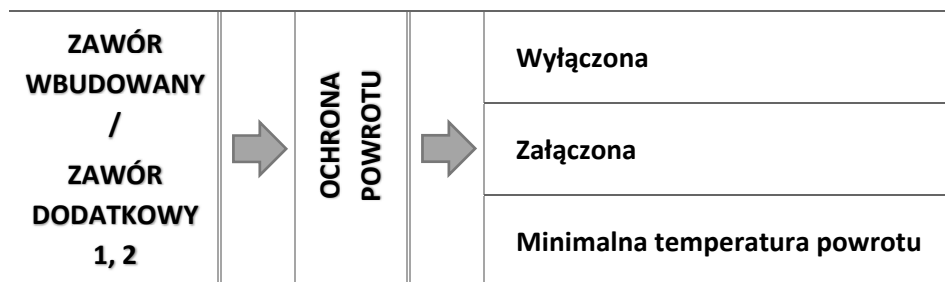 ZAWÓR
WBUDOWANY
/
ZAWÓR
DODATKOWY
1, 2
OCHRONA
POWROTU
Wyłączona
Załączona
Minimalna temperatura powrotu